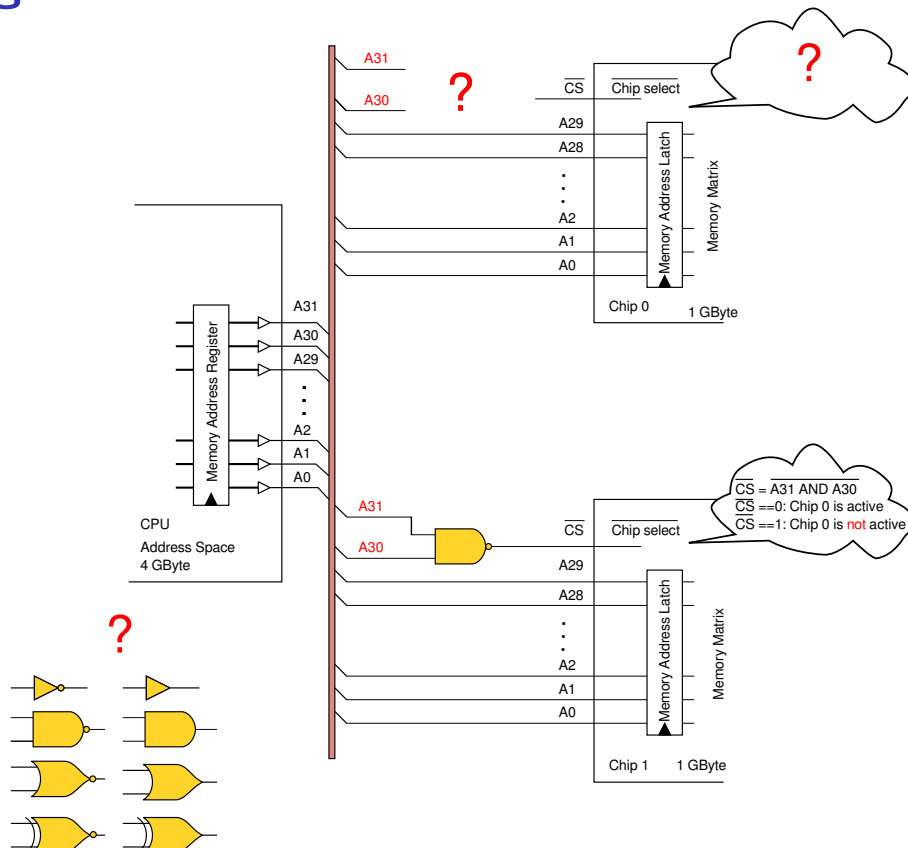 s
A31
A30
?
?
CS
Chip select
A29
A28
.
.
.
A2
A1
A0
Memory Address Latch
Memory Matrix
Chip 0
1 GByte
Memory Address Register
A31
A30
A29
.
.
.
A2
A1
A0
CPU
Address Space
4 GByte
A31
A30
CS
Chip select
CS = A31 AND A30
CS ==0: Chip 0 is active
CS ==1: Chip 0 is not active
A29
A28
.
.
.
A2
A1
A0
Memory Address Latch
Memory Matrix
Chip 1
1 GByte
?